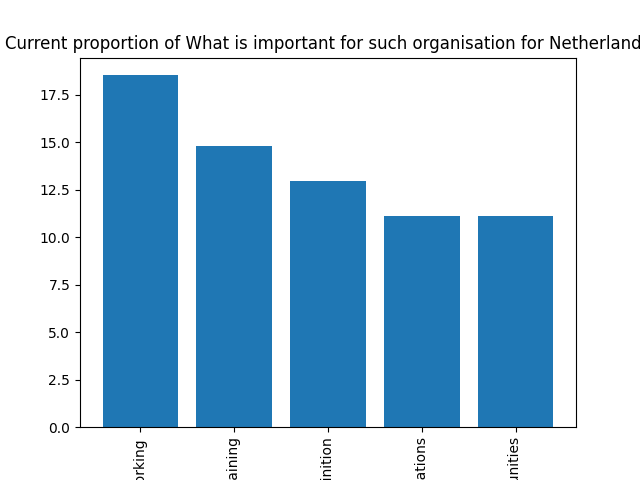 Current proportion of What is important for such organisation for Netherland
17.5
15.0
12.5
10.0
7.5
5.0
2.5
0.0
orking
aining
inition
ations
unities